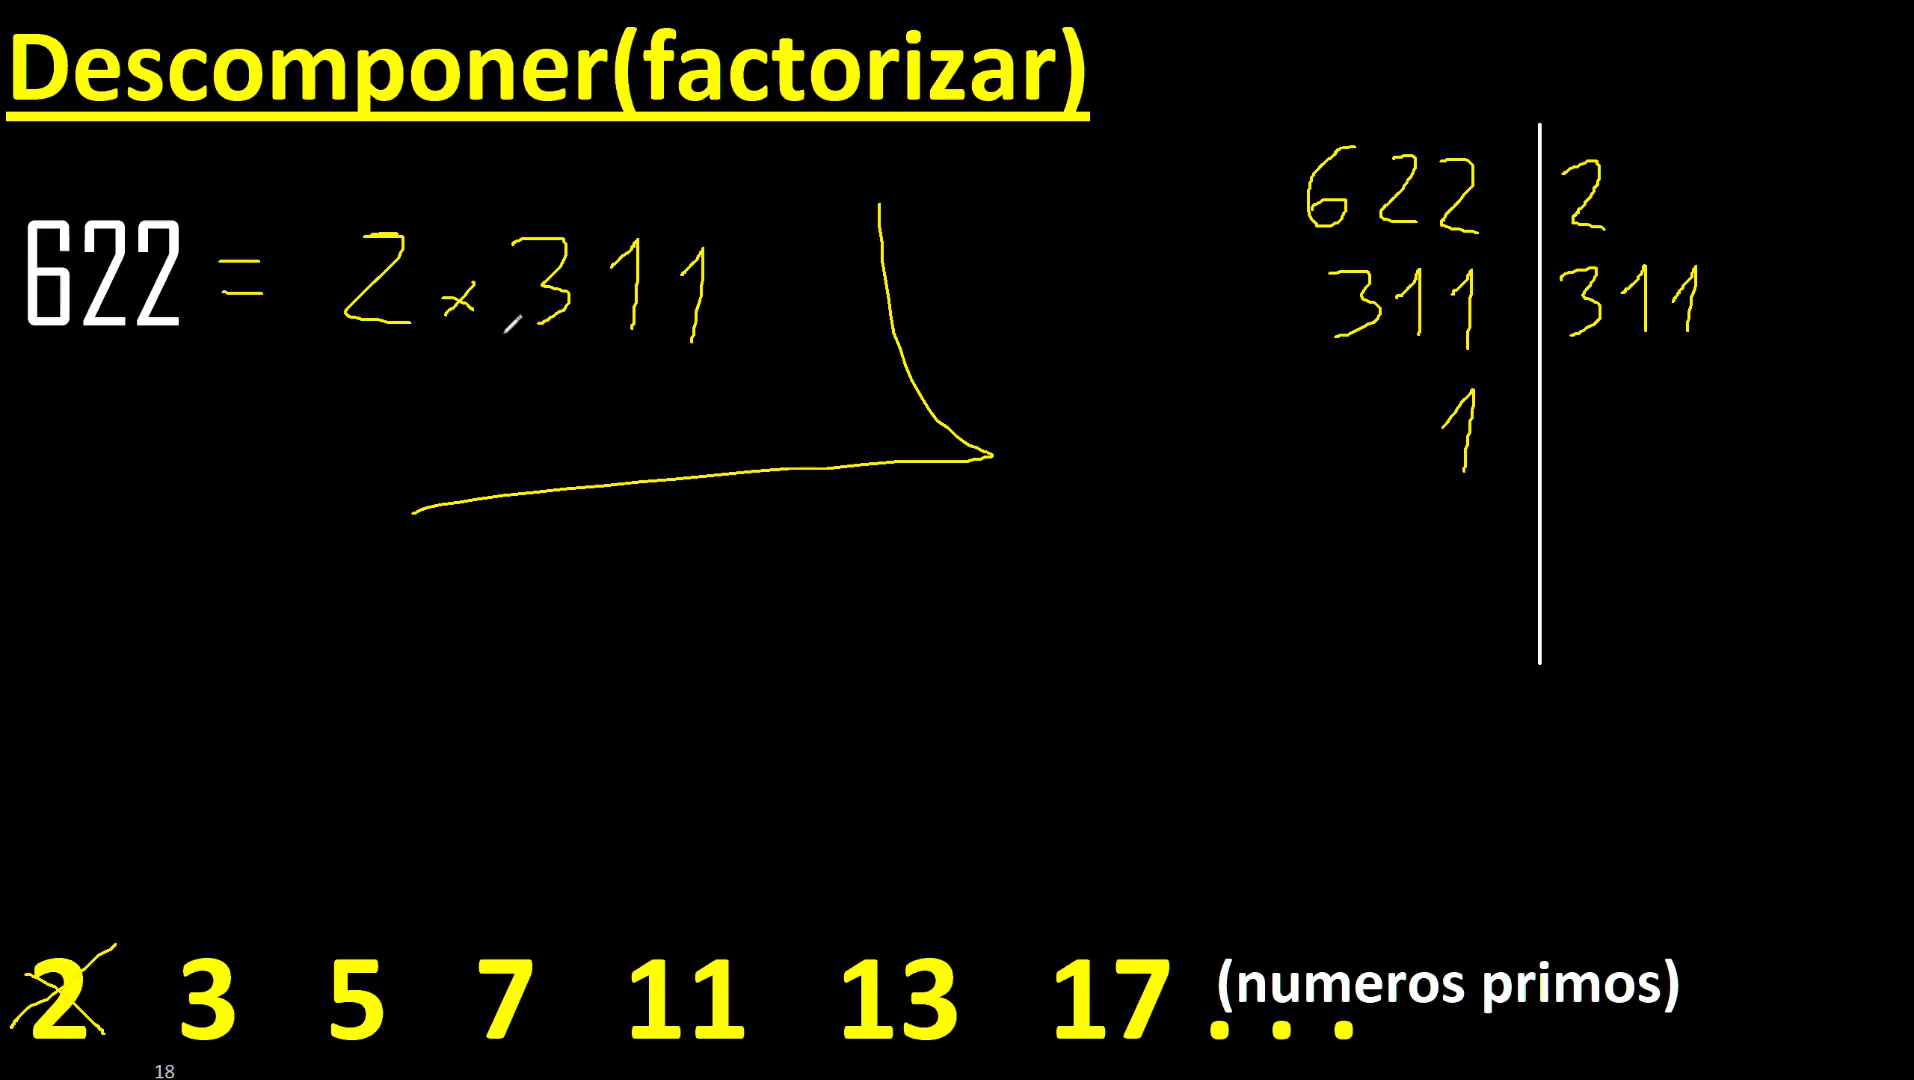 Descomponer(factorizar)
622 = 2 x 311
622 | 2
311 | 311
1
2 3 5 7 11 13 17 . . . (numeros primos)
18